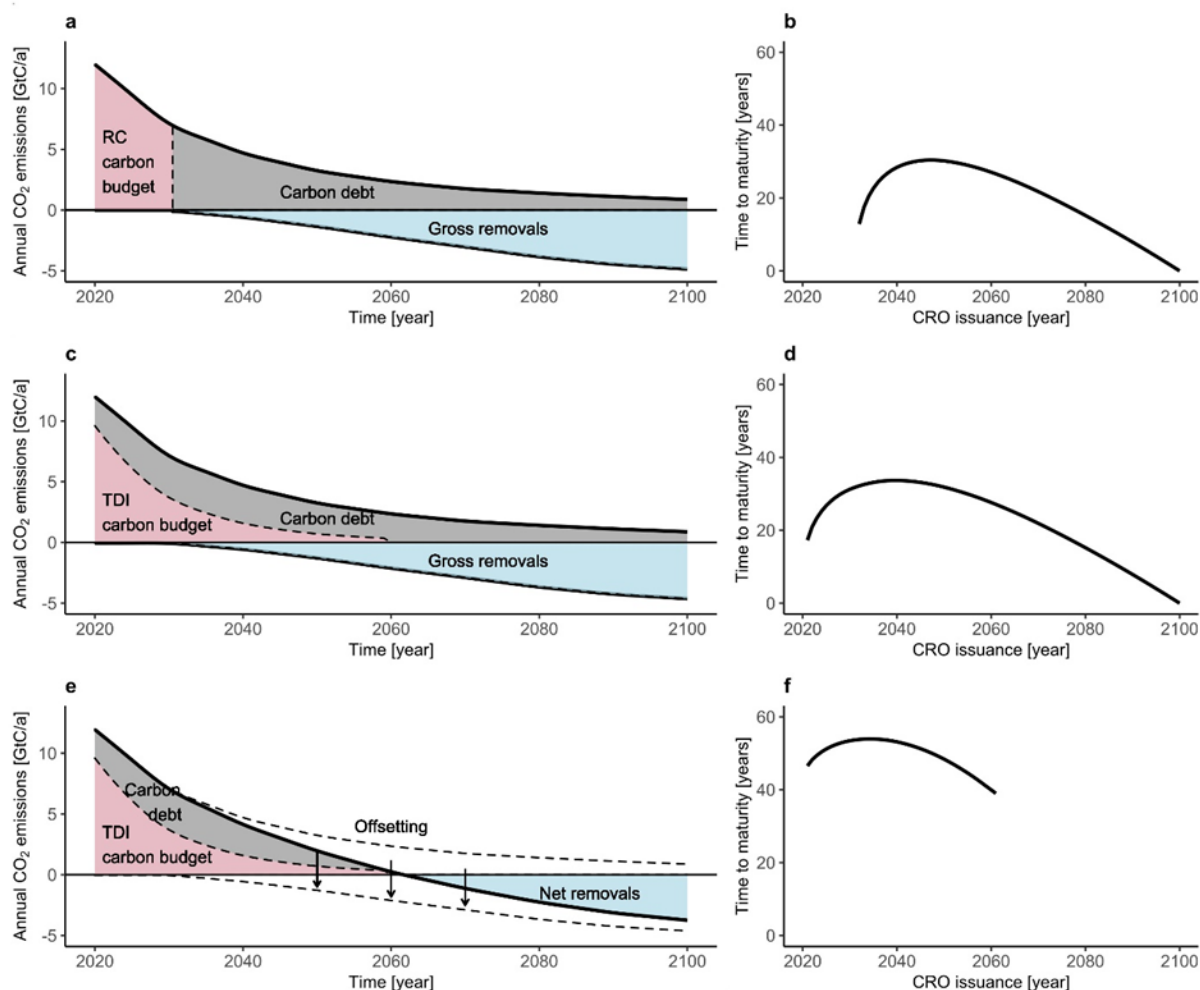 a
Annual CO₂ emissions [GtC/a]
10
5
0
-5
RC
carbon
budget
Carbon debt
Gross removals
2020 2040 2060 2080 2100
Time [year]
b
Time to maturity [years]
60
40
20
0
2020 2040 2060 2080 2100
CRO issuance [year]
c
Annual CO₂ emissions [GtC/a]
10
5
0
-5
TDI
carbon budget
Carbon debt
Gross removals
2020 2040 2060 2080 2100
Time [year]
d
Time to maturity [years]
60
40
20
0
2020 2040 2060 2080 2100
CRO issuance [year]
e
Annual CO₂ emissions [GtC/a]
10
5
0
-5
Carbon
debt
TDI
carbon budget
Offsetting
Net removals
2020 2040 2060 2080 2100
Time [year]
f
Time to maturity [years]
60
40
20
0
2020 2040 2060 2080 2100
CRO issuance [year]